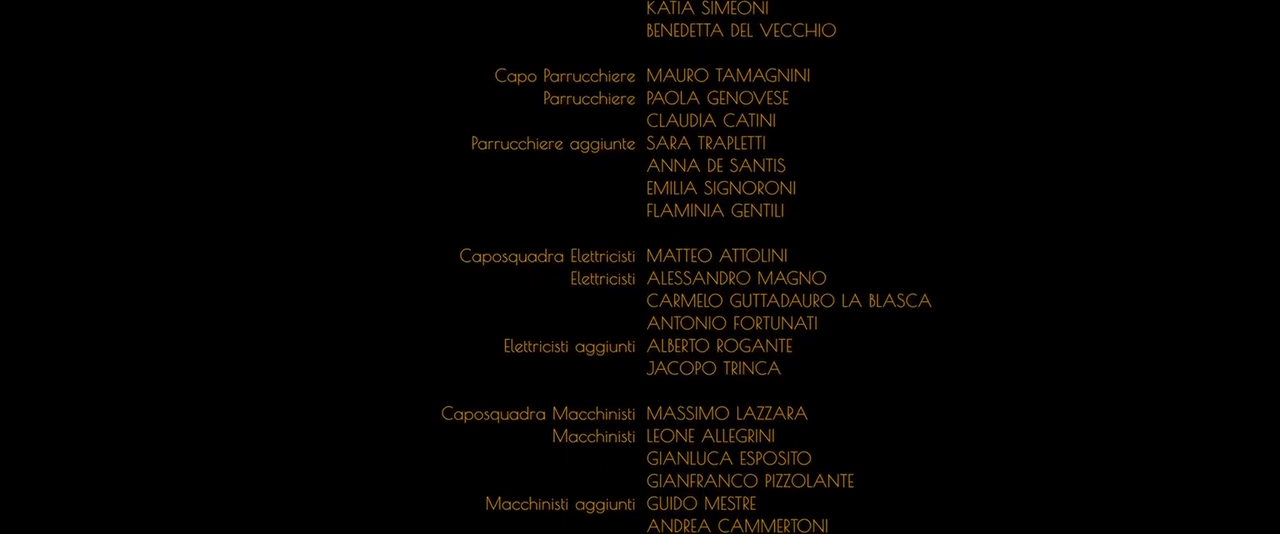 KATIA SIMEONI
BENEDETTA DEL VECCHIO
Capo Parrucchiere MAURO TAMAGNINI
Parrucchiere PAOLA GENOVESE
CLAUDIA CATINI
Parrucchiere aggiunte SARA TRAPLETTI
ANNA DE SANTIS
EMILIA SIGNORONI
FLAMINIA GENTILI
Caposquadra Elettricisti MATTEO ATTOLINI
Elettricisti ALESSANDRO MAGNO
CARMELO GUTTADAURO LA BLASCA
ANTONIO FORTUNATI
Elettricisti aggiunti ALBERTO ROGANTE
JACOPO TRINCA
Caposquadra Macchinisti MASSIMO LAZZARA
Macchinisti LEONE ALLEGRINI
GIANLUCA ESPOSITO
GIANFRANCO PIZZOLANTE
Macchinisti aggiunti GUIDO MESTRE
ANDREA CAMMERTONI